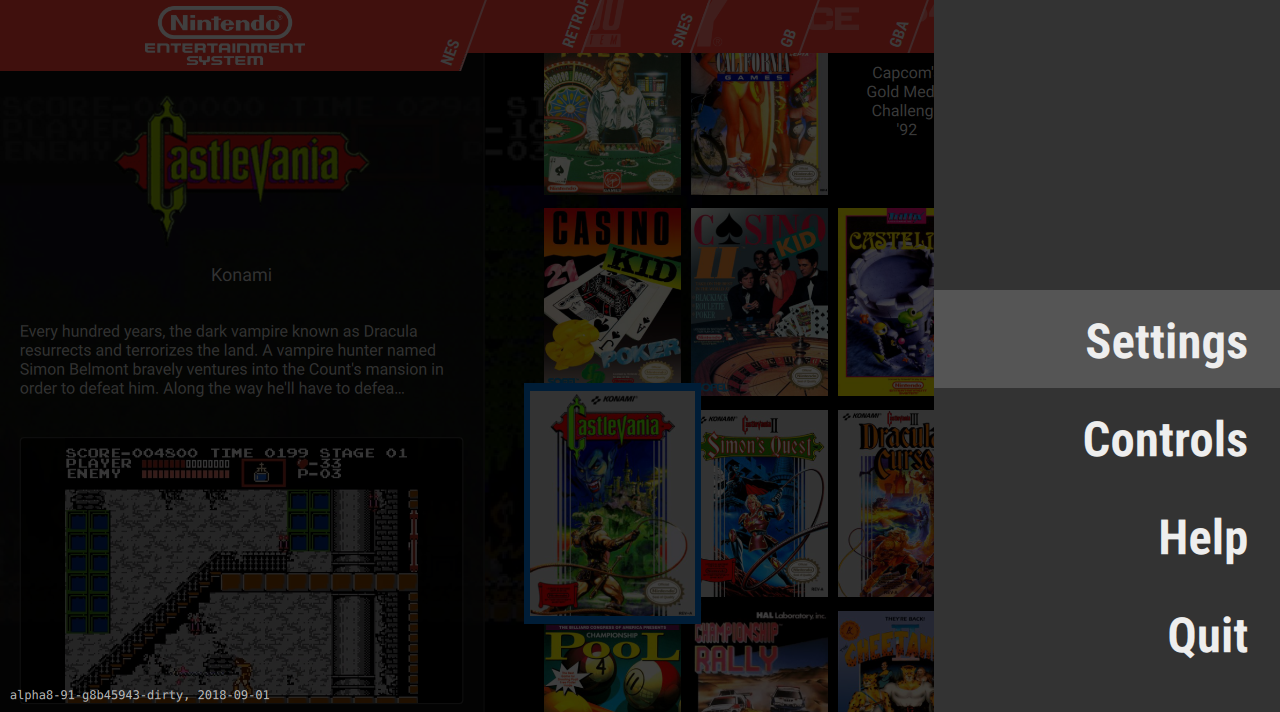 Nintendo®
ENTERTAINMENT
SYSTEM
NES
SNES
GB
GBA
Castlevania
Konami
Every hundred years, the dark vampire known as Dracula
resurrects and terrorizes the land. A vampire hunter named
Simon Belmont bravely ventures into the Count's mansion in
order to defeat him. Along the way he'll have to defea...
SCORE-004800 TIME 0199 STAGE 01
PLAYER
-33
ENEMY
P-03
CALIFORNIA
GAMES
Capcom'
Gold Med
Challeng
'92
CASINO
KID
21
POKER
CASINO
KID
II
BLACKJACK
ROULETTE
POKER
KONAMI
Castlevania
KONAMI
Castlevania II
Simon's Quest
KONAMI
Castlevania III
Dracula
Curse
CHAMPIONSHIP
POOL
HAL Laboratory, inc.
CHAMPIONSHIP
RALLY
THEY'RE BACK!
CHEETAH
Settings
Controls
Help
Quit
alpha8-91-g8b45943-dirty, 2018-09-01